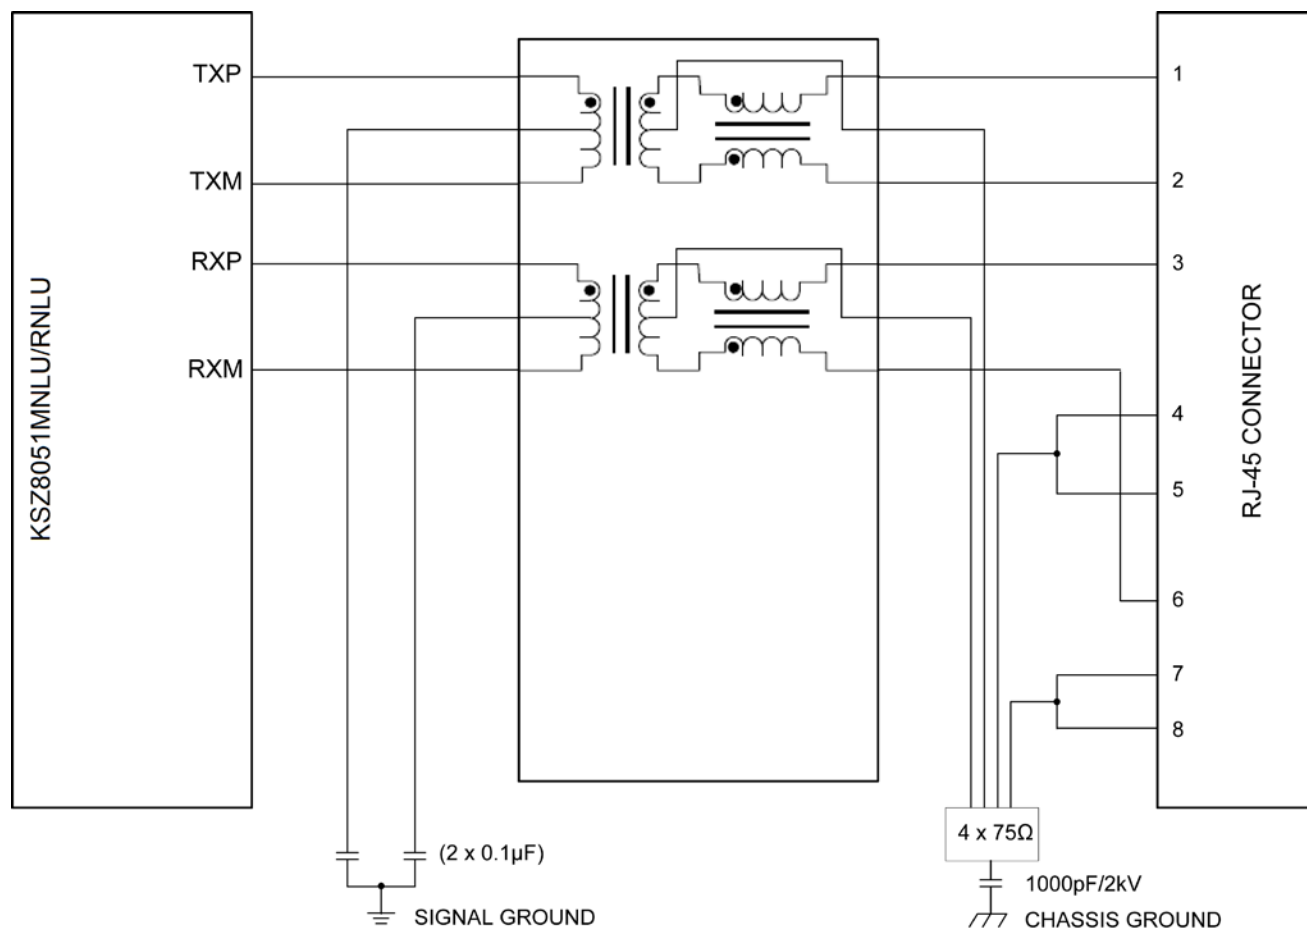 KSZ8051MNLU/RNLU
TXP
TXM
RXP
RXM
1
2
3
4
5
6
7
8
RJ-45 CONNECTOR
(2 x 0.1µF)
SIGNAL GROUND
4 x 75Ω
1000pF/2kV
CHASSIS GROUND